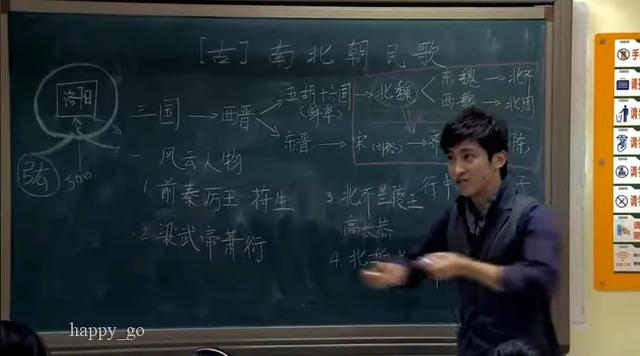 [古] 南北朝民歌
洛阳
弘
500
三国 → 西晋
五胡十六国 → 北魏
(鲜卑)
东魏 → 北齐
西魏 → 北周
东晋 → 宋
陈
一 风云人物
1 前秦厉王 苻生
2. 梁武帝萧衍
3 北齐兰陵王
高长恭
4. 北
happy_go